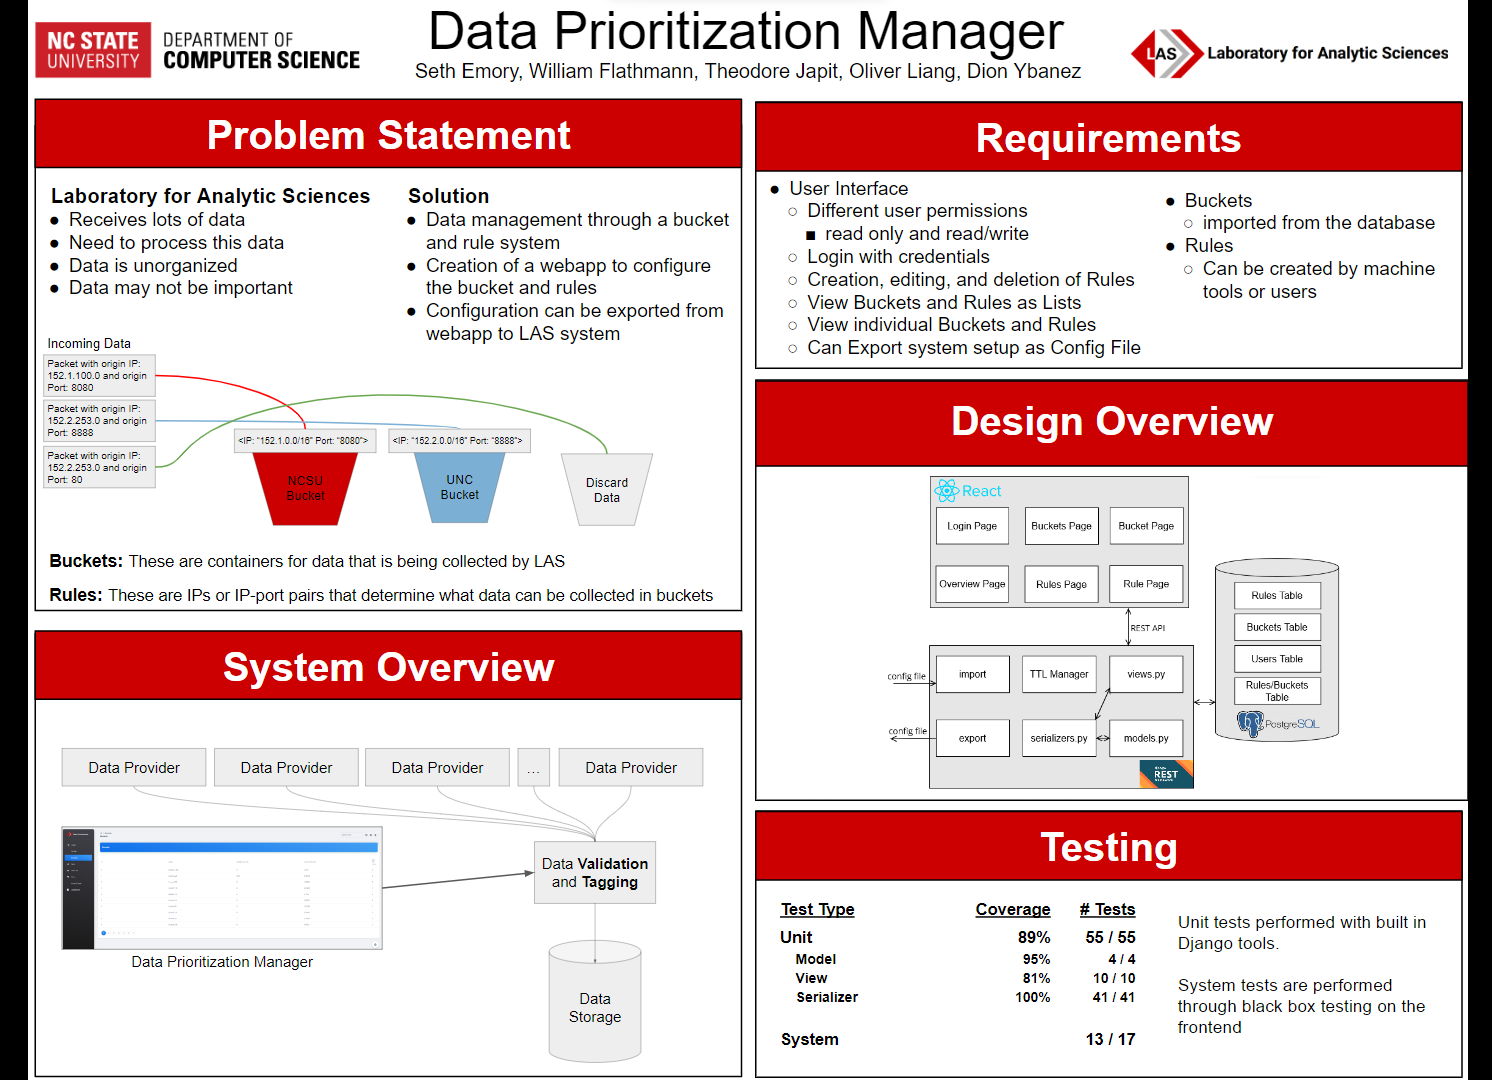 NC STATE
UNIVERSITY
DEPARTMENT OF
COMPUTER SCIENCE
Data Prioritization Manager
Seth Emory, William Flathmann, Theodore Japit, Oliver Liang, Dion Ybanez
LAS
Laboratory for Analytic Sciences
Problem Statement
Laboratory for Analytic Sciences
● Receives lots of data
● Need to process this data
● Data is unorganized
● Data may not be important
Solution
● Data management through a bucket
and rule system
● Creation of a webapp to configure
the bucket and rules
● Configuration can be exported from
webapp to LAS system
Incoming Data
Packet with origin IP:
152.1.100.0 and origin
Port: 8080
Packet with origin IP:
152.2.253.0 and origin
Port: 8888
Packet with origin IP:
152.2.253.0 and origin
Port: 80
<IP: "152.1.0.0/16" Port: "8080">
<IP: "152.2.0.0/16" Port: "8888">
NCSU
Bucket
UNC
Bucket
Discard
Data
Buckets: These are containers for data that is being collected by LAS
Rules: These are IPs or IP-port pairs that determine what data can be collected in buckets
System Overview
Data Provider
Data Provider
Data Provider
...
Data Provider
Data Validation
and Tagging
Data Prioritization Manager
Data
Storage
Requirements
● User Interface
○ Different user permissions
■ read only and read/write
○ Login with credentials
○ Creation, editing, and deletion of Rules
○ View Buckets and Rules as Lists
○ View individual Buckets and Rules
○ Can Export system setup as Config File
● Buckets
○ imported from the database
● Rules
○ Can be created by machine
tools or users
Design Overview
React
Login Page
Buckets Page
Bucket Page
Overview Page
Rules Page
Rule Page
REST API
config file
import
TTL Manager
views.py
config file
export
serializers.py
models.py
REST
Rules Table
Buckets Table
Users Table
Rules/Buckets
Table
PostgreSQL
Testing
Test Type Coverage # Tests
Unit 89% 55 / 55
Model 95% 4 / 4
View 81% 10 / 10
Serializer 100% 41 / 41
System 13 / 17
Unit tests performed with built in
Django tools.
System tests are performed
through black box testing on the
frontend